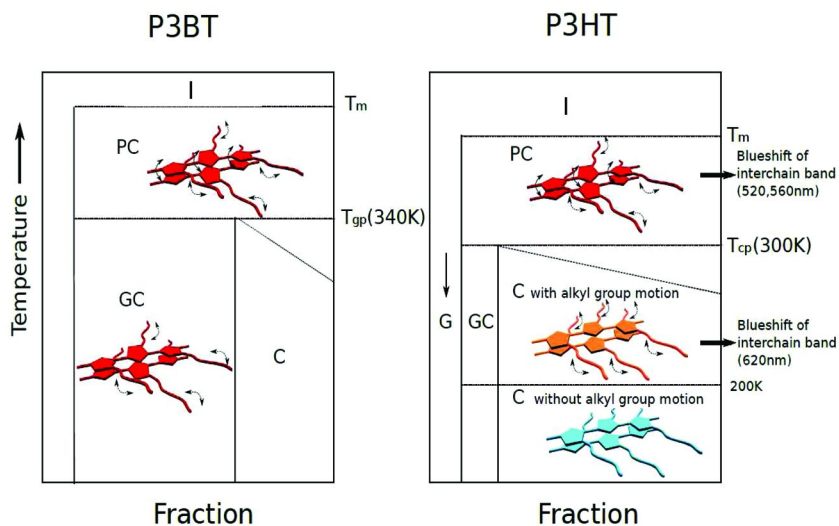 P3BT
Temperature
I
Tm
PC
Tgp(340K)
GC
C
Fraction
P3HT
I
Tm
PC
Blueshift of
interchain band
(520,560nm)
Tcp(300K)
G
GC
C with alkyl group motion
Blueshift of
interchain band
(620nm)
200K
C without alkyl group motion
Fraction